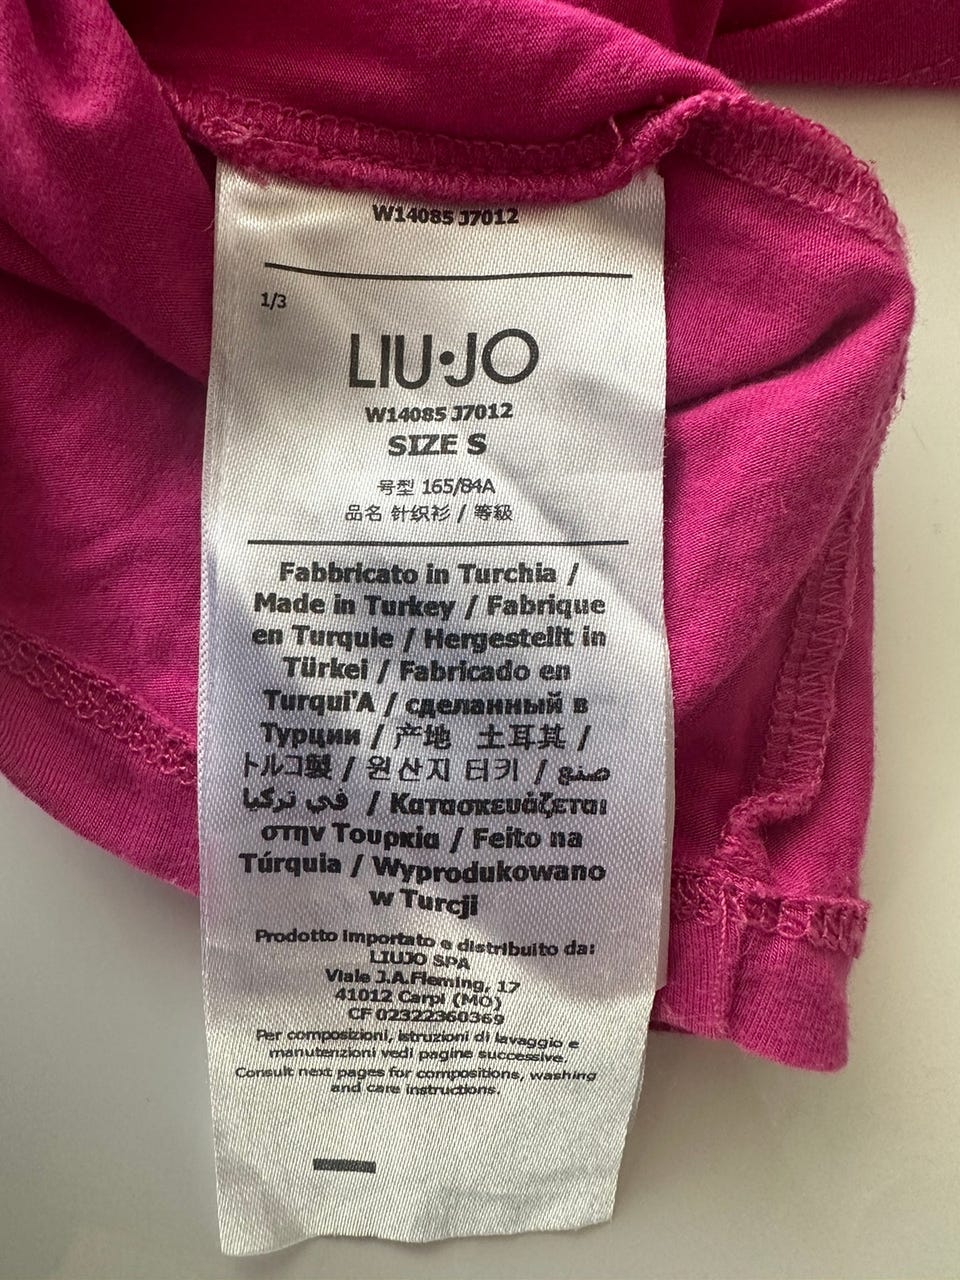 W14085 J7012
1/3
LIU·JO
W14085 J7012
SIZE S
号型 165/84A
品名 针织衫 / 等級
Fabbricato in Turchia /
Made in Turkey / Fabrique
en Turquie / Hergestellt in
Türkei / Fabricado en
Turqui'A / сделанный в
Турции / 产地 土耳其 /
トルコ製 / 원산지 터키 / صنع
في تركيا / Κατασκευάζεται
στην Τουρκία / Feito na
Túrquia / Wyprodukowano
w Turcji
Prodotto importato e distribuito da:
LIUJO SPA
Viale J.A.Fleming, 17
41012 Carpi (MO)
CF 02322360369
Per composizioni, istruzioni di lavaggio e
manutenzioni vedi pagine successive.
Consult next pages for compositions, washing
and care instructions.